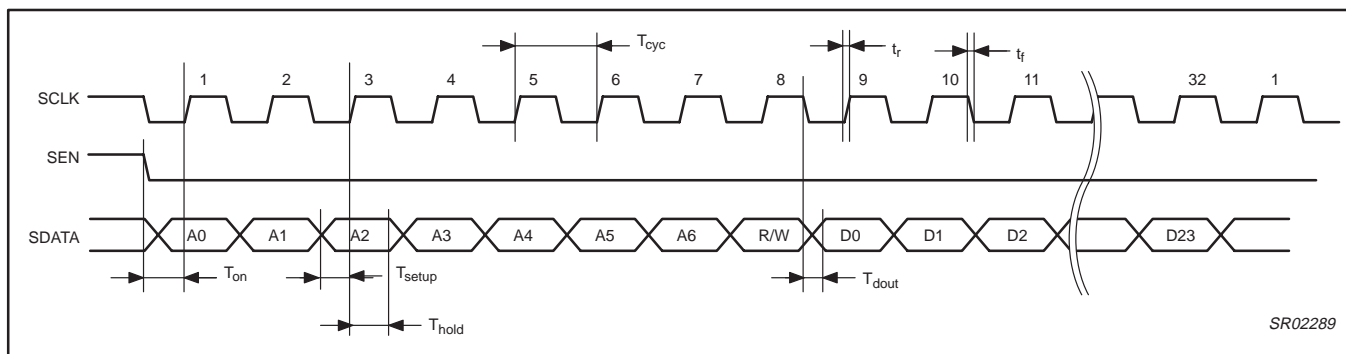 T_cyc t_r t_f
1 2 3 4 5 6 7 8 9 10 11 32 1
SCLK
SEN
SDATA A0 A1 A2 A3 A4 A5 A6 R/W D0 D1 D2 D23
T_on T_setup T_dout
T_hold
SR02289